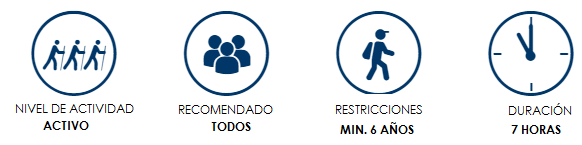 NIVEL DE ACTIVIDAD
ACTIVO
RECOMENDADO
TODOS
RESTRICCIONES
MIN. 6 AÑOS
DURACIÓN
7 HORAS